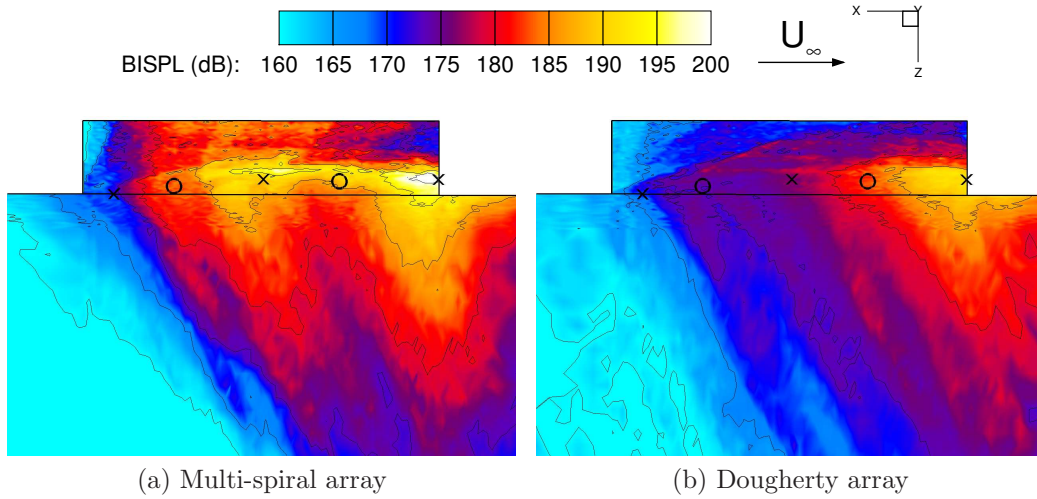 BISPL (dB): 160 165 170 175 180 185 190 195 200
U∞
X Y
Z
(a) Multi-spiral array
(b) Dougherty array